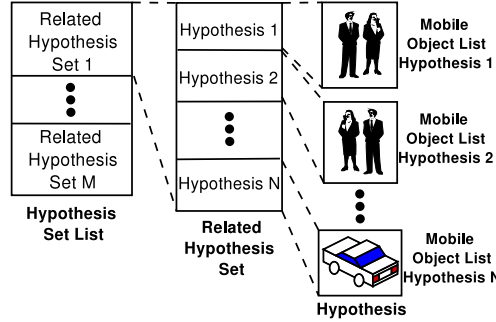 Related
Hypothesis
Set 1
Related
Hypothesis
Set M
Hypothesis
Set List
Hypothesis 1
Hypothesis 2
Hypothesis N
Related
Hypothesis
Set
Mobile
Object List
Hypothesis 1
Mobile
Object List
Hypothesis 2
Mobile
Object List
Hypothesis N
Hypothesis